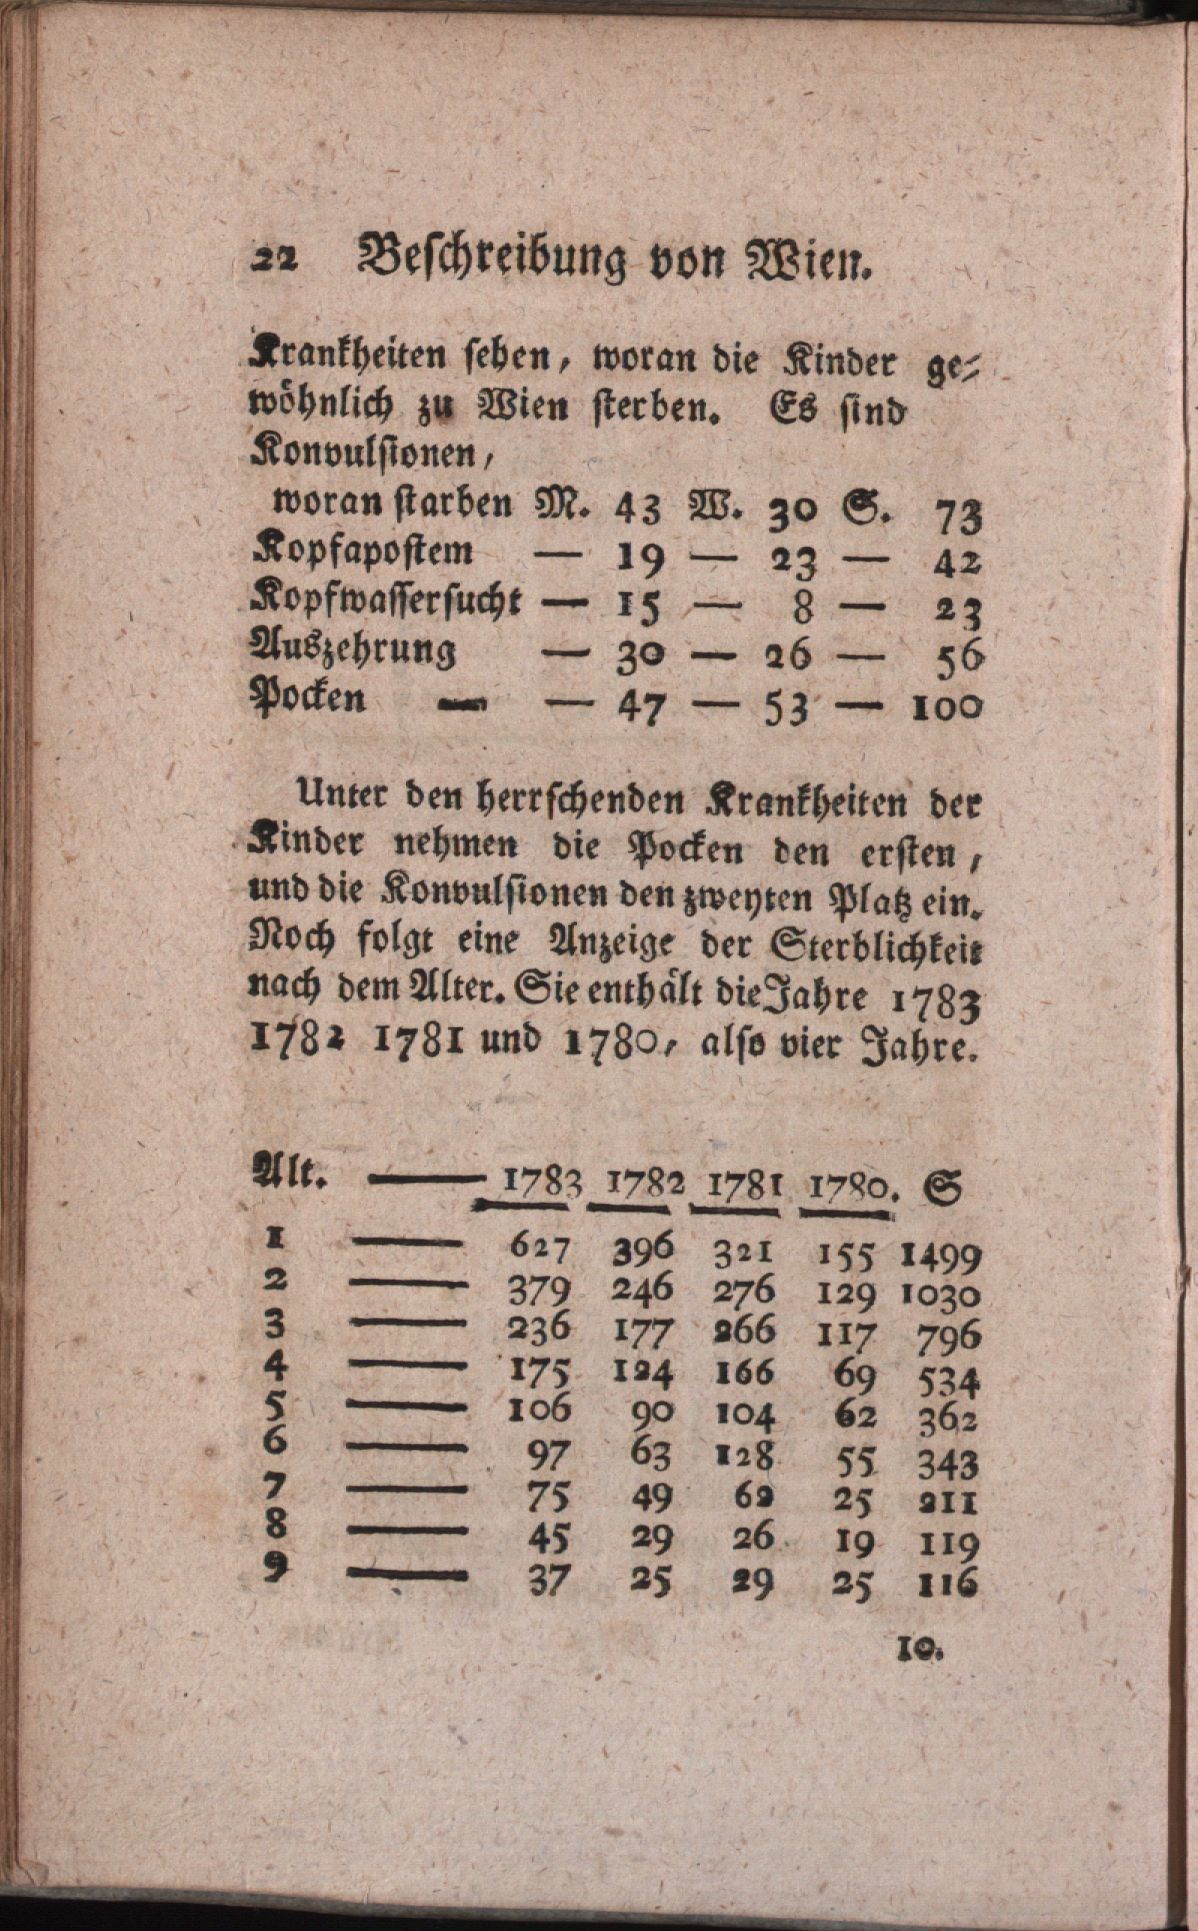 22 Beſchreibung von Wien.
Krankheiten ſehen, woran die Kinder ge-
wöhnlich zu Wien ſterben. Es ſind
Konvulſionen,
woran ſtarben M. 43 W. 30 S. 73
Kopfapoſtem — 19 — 23 — 42
Kopfwaſſerſucht — 15 — 8 — 23
Auszehrung — 30 — 26 — 56
Pocken — — 47 — 53 — 100
Unter den herrſchenden Krankheiten der
Kinder nehmen die Pocken den erſten,
und die Konvulſionen den zweyten Platz ein.
Noch folgt eine Anzeige der Sterblichkeit
nach dem Alter. Sie enthält die Jahre 1783
1782 1781 und 1780, alſo vier Jahre.
Alt. — 1783 1782 1781 1780. S
1 — 627 396 321 155 1499
2 — 379 246 276 129 1030
3 — 236 177 266 117 796
4 — 175 124 166 69 534
5 — 106 90 104 62 362
6 — 97 63 128 55 343
7 — 75 49 62 25 211
8 — 45 29 26 19 119
9 — 37 25 29 25 116
10.